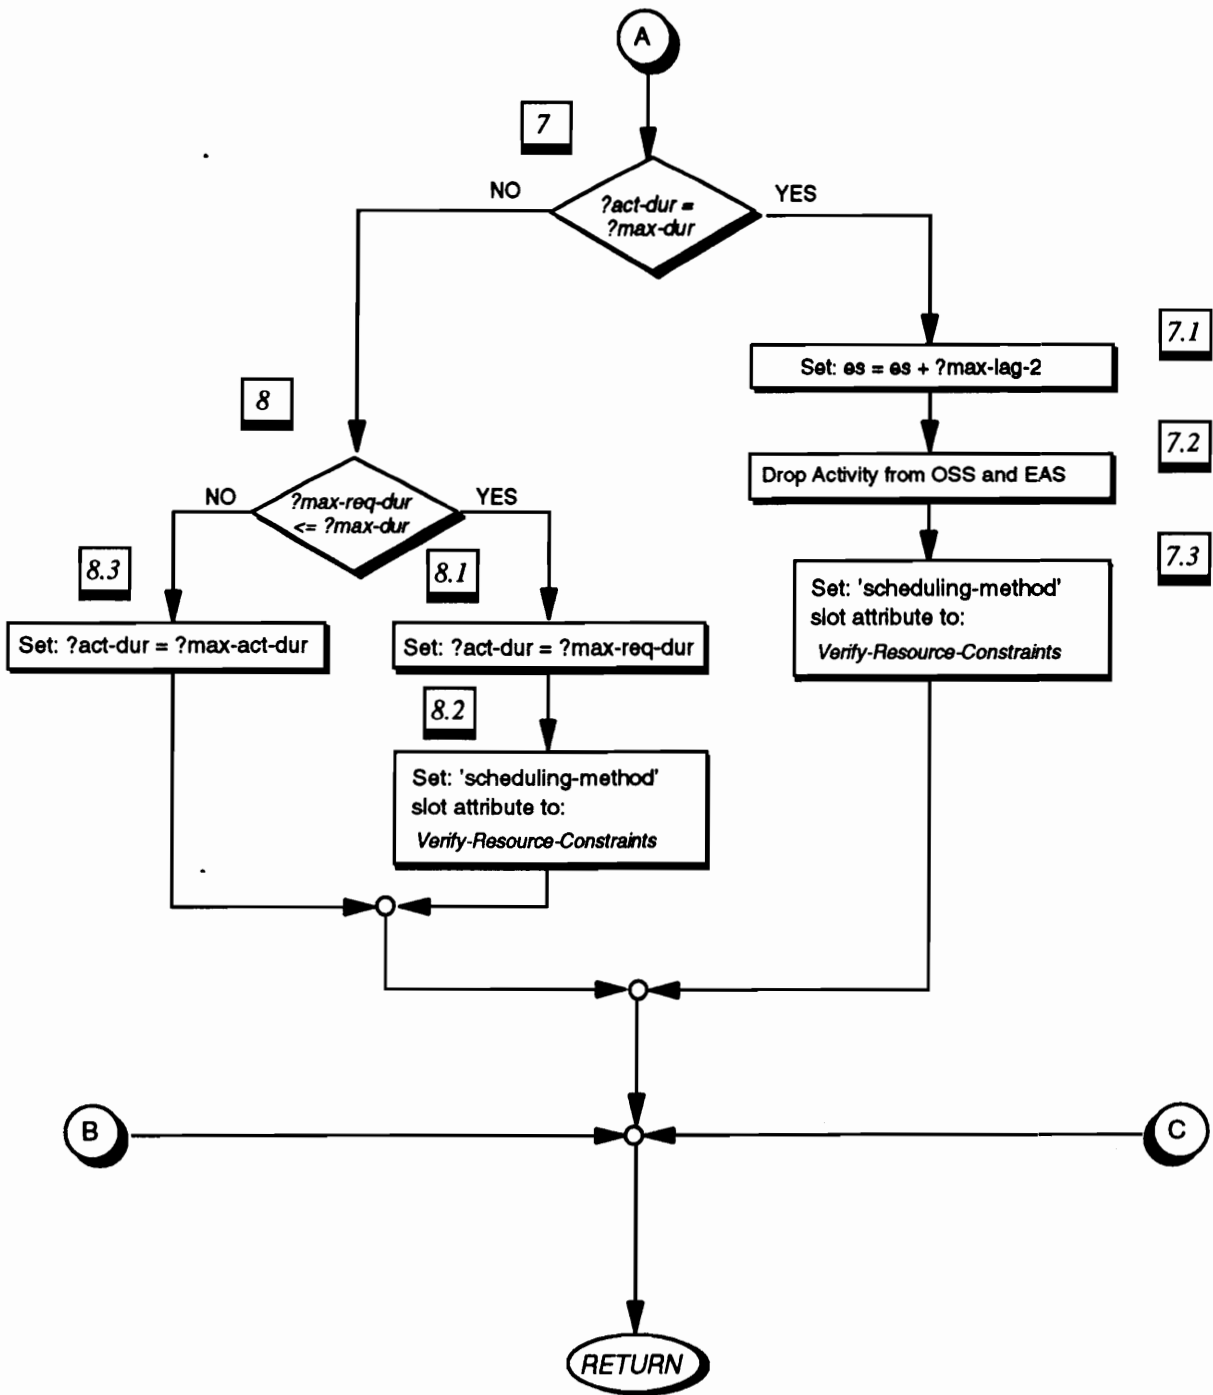 A
7
NO
YES
?act-dur =
?max-dur
7.1
Set: es = es + ?max-lag-2
8
7.2
Drop Activity from OSS and EAS
NO
?max-req-dur
<= ?max-dur
YES
7.3
8.3
8.1
Set: 'scheduling-method'
slot attribute to:
Verify-Resource-Constraints
Set: ?act-dur = ?max-act-dur
Set: ?act-dur = ?max-req-dur
8.2
Set: 'scheduling-method'
slot attribute to:
Verify-Resource-Constraints
B
C
RETURN